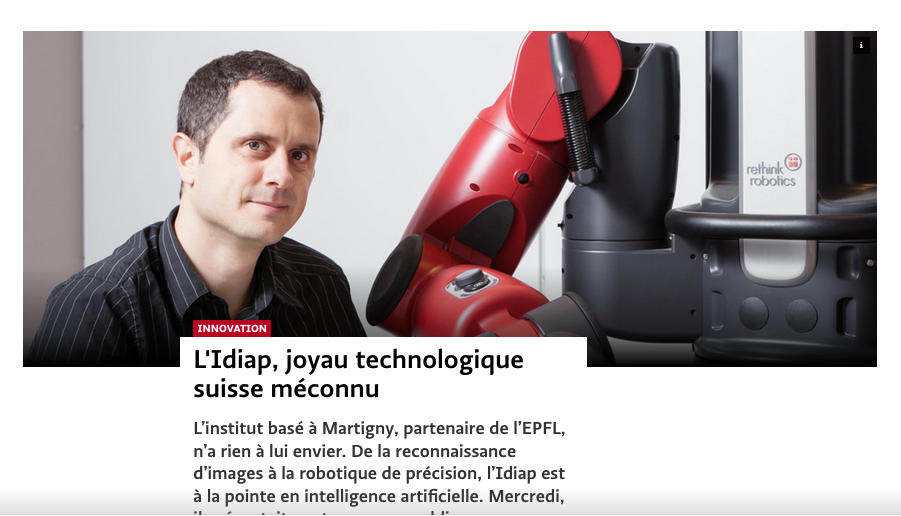 i
rethink
robotics
INNOVATION
L'Idiap, joyau technologique
suisse méconnu
L’institut basé à Martigny, partenaire de l’EPFL,
n’a rien à lui envier. De la reconnaissance
d’images à la robotique de précision, l’Idiap est
à la pointe en intelligence artificielle. Mercredi,